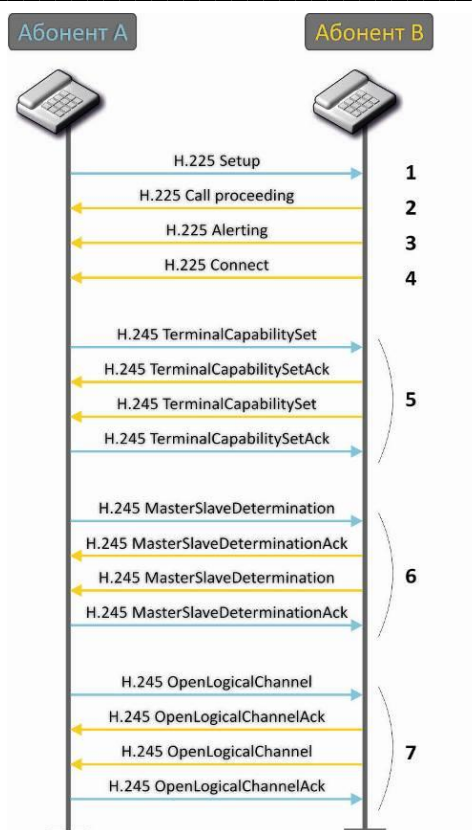 Абонент А
Абонент В
H.225 Setup
1
H.225 Call proceeding
2
H.225 Alerting
3
H.225 Connect
4
H.245 TerminalCapabilitySet
H.245 TerminalCapabilitySetAck
5
H.245 TerminalCapabilitySet
H.245 TerminalCapabilitySetAck
H.245 MasterSlaveDetermination
H.245 MasterSlaveDeterminationAck
6
H.245 MasterSlaveDetermination
H.245 MasterSlaveDeterminationAck
H.245 OpenLogicalChannel
H.245 OpenLogicalChannelAck
7
H.245 OpenLogicalChannel
H.245 OpenLogicalChannelAck